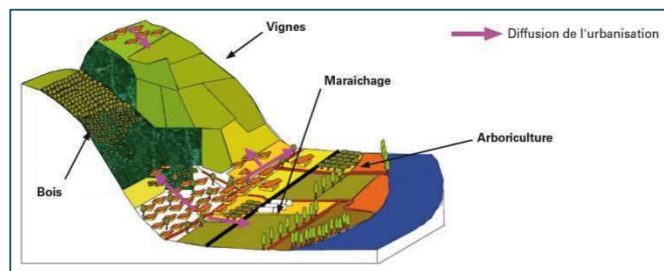 Vignes
Diffusion de l'urbanisation
Maraîchage
Arboriculture
Bois